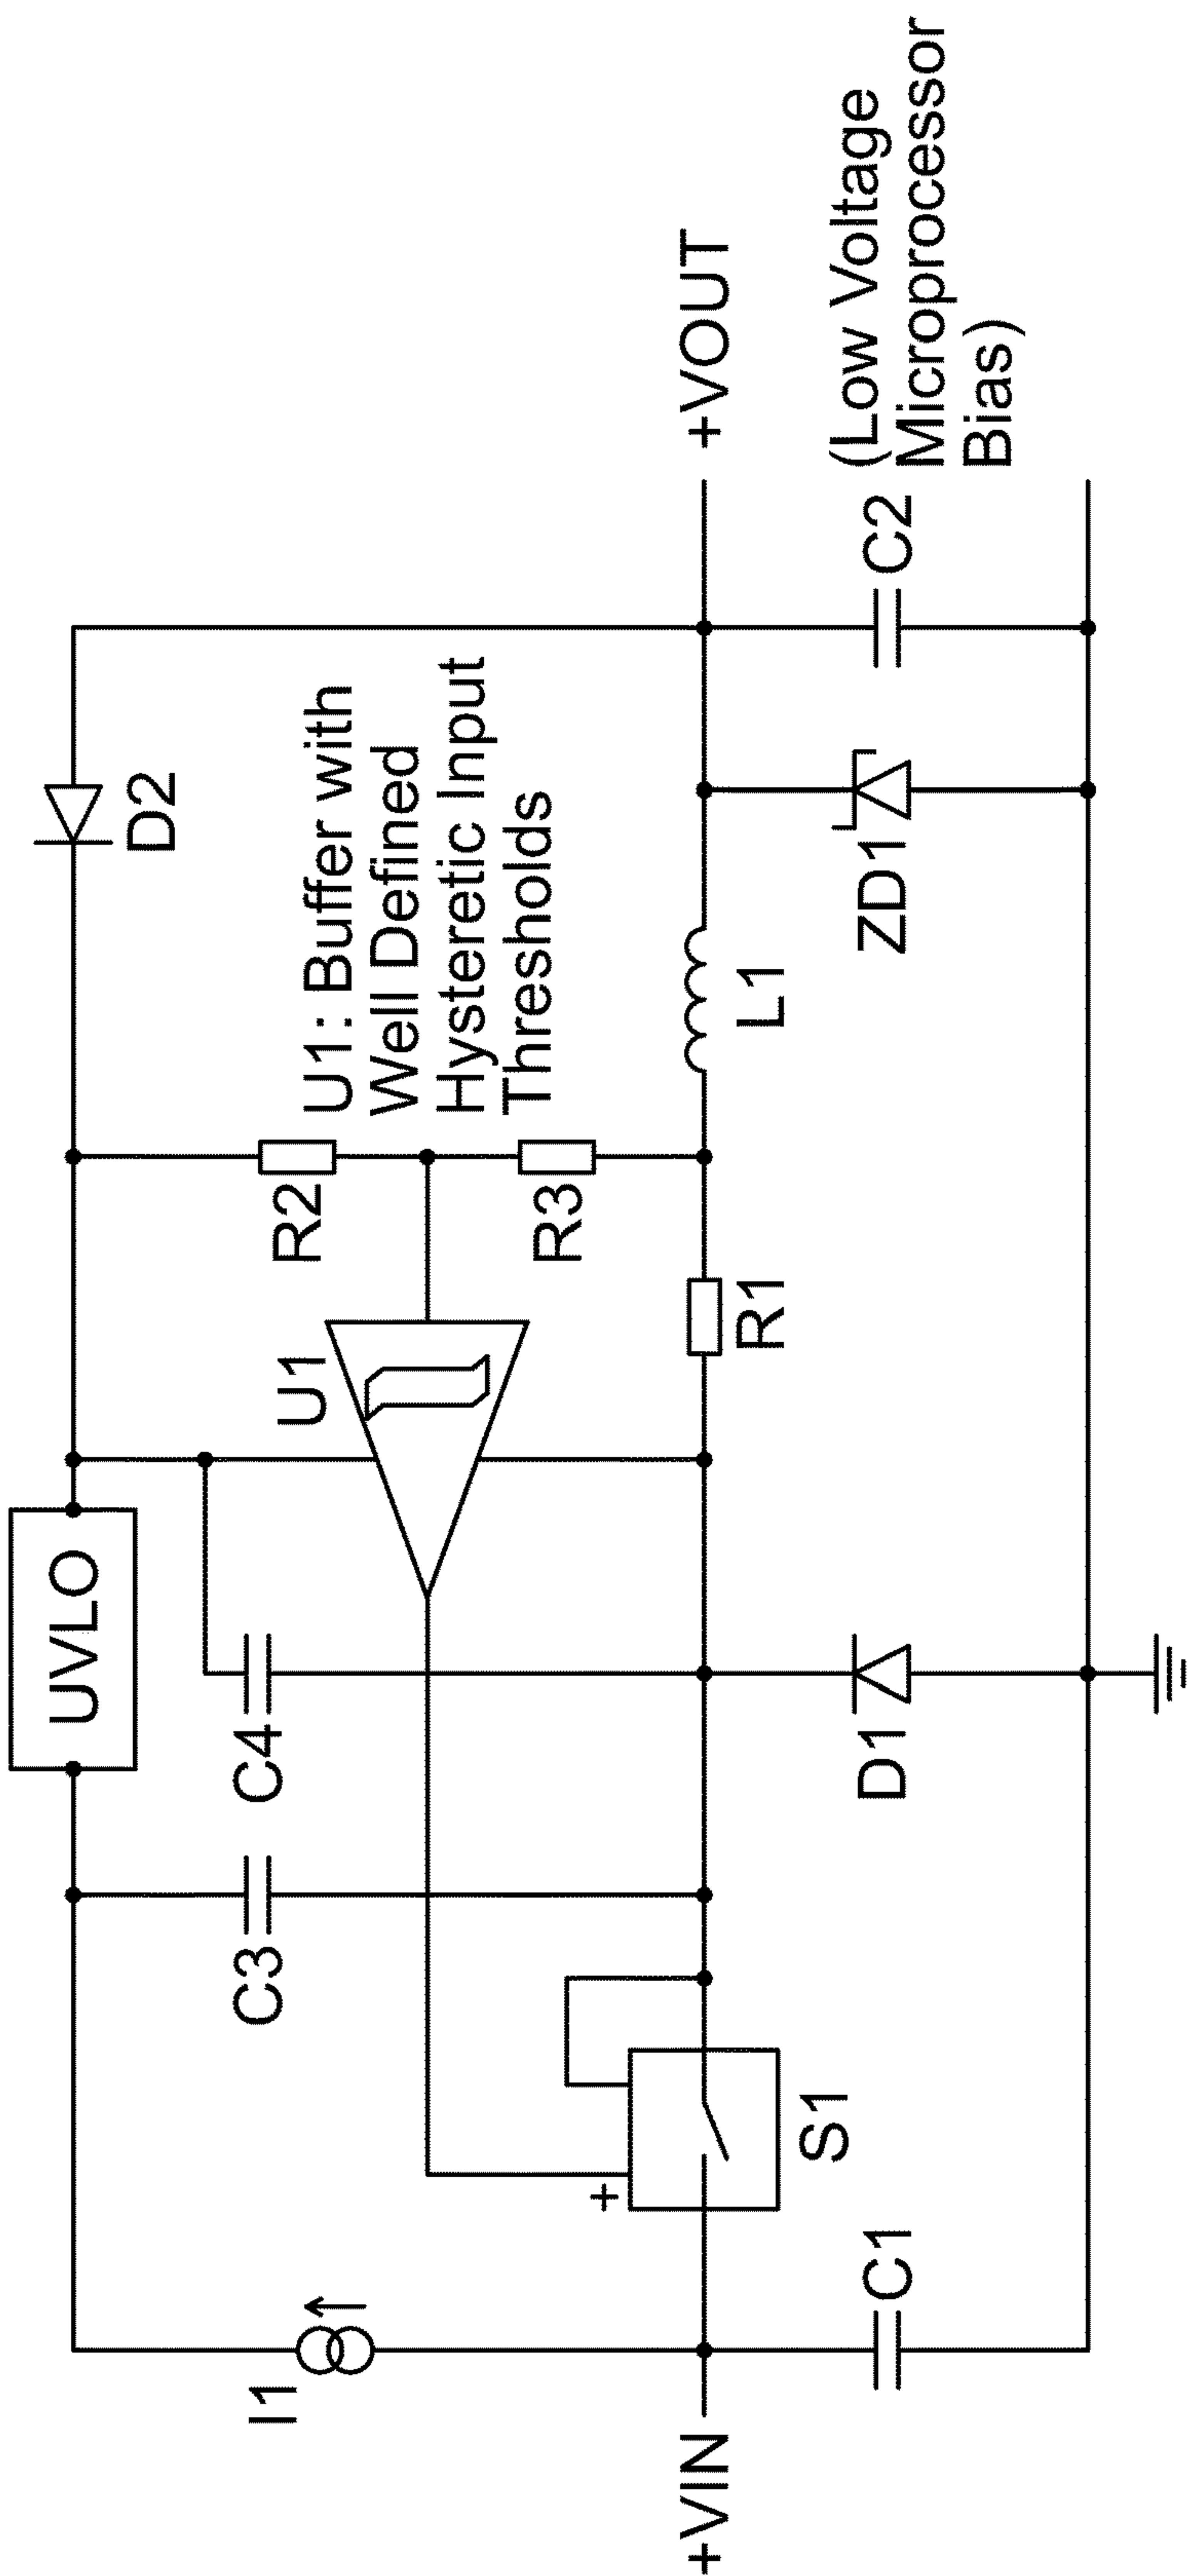 UVLO
D2
I1
C3
C4
U1
R2
U1: Buffer with
Well Defined
Hysteretic Input
Thresholds
R3
+
+VIN
S1
R1
L1
+VOUT
C1
D1
ZD1
C2
(Low Voltage
Microprocessor
Bias)